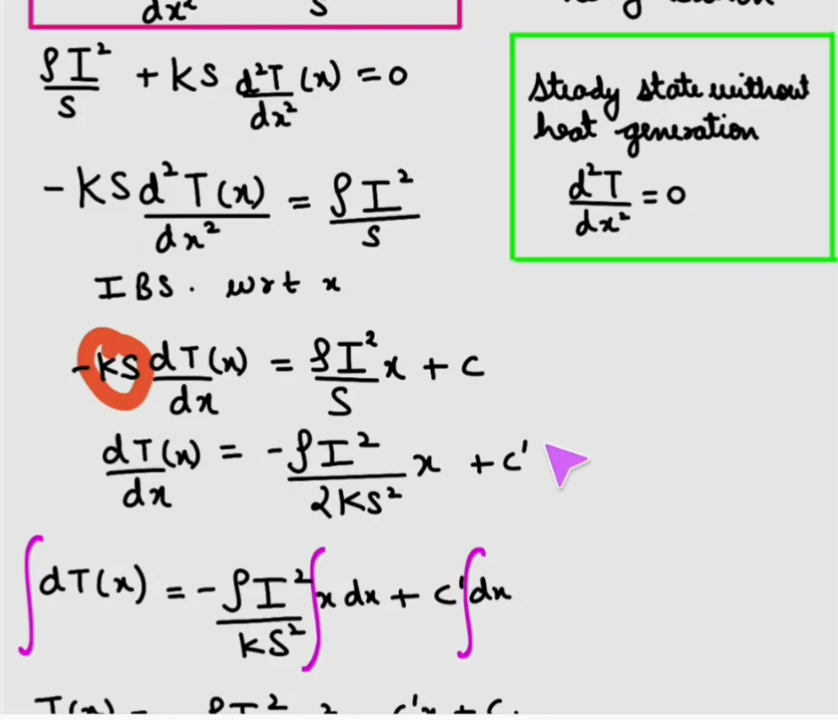 dx² S
ρI²/S + KS d²T(x)/dx² = 0
Steady state without
heat generation
d²T/dx² = 0
-KS d²T(x)/dx² = ρI²/S
IBS. wrt x
-KS dT(x)/dx = ρI²/S x + C
dT(x)/dx = -ρI²/2KS² x + C'
∫dT(x) = -ρI²/KS² ∫x dx + C'∫dx